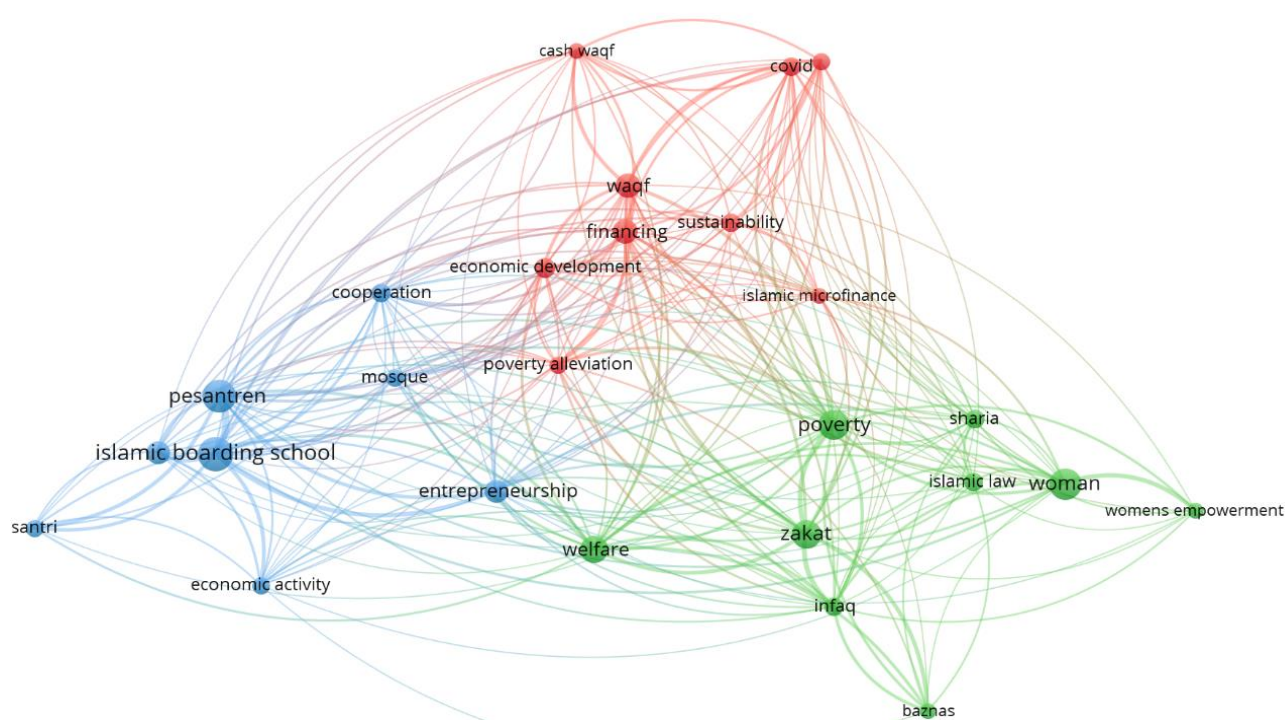 cash waqf
covid
waqf
sustainability
financing
economic development
islamic microfinance
cooperation
poverty alleviation
mosque
pesantren
sharia
poverty
islamic boarding school
islamic law
woman
entrepreneurship
womens empowerment
santri
zakat
welfare
economic activity
infaq
baznas